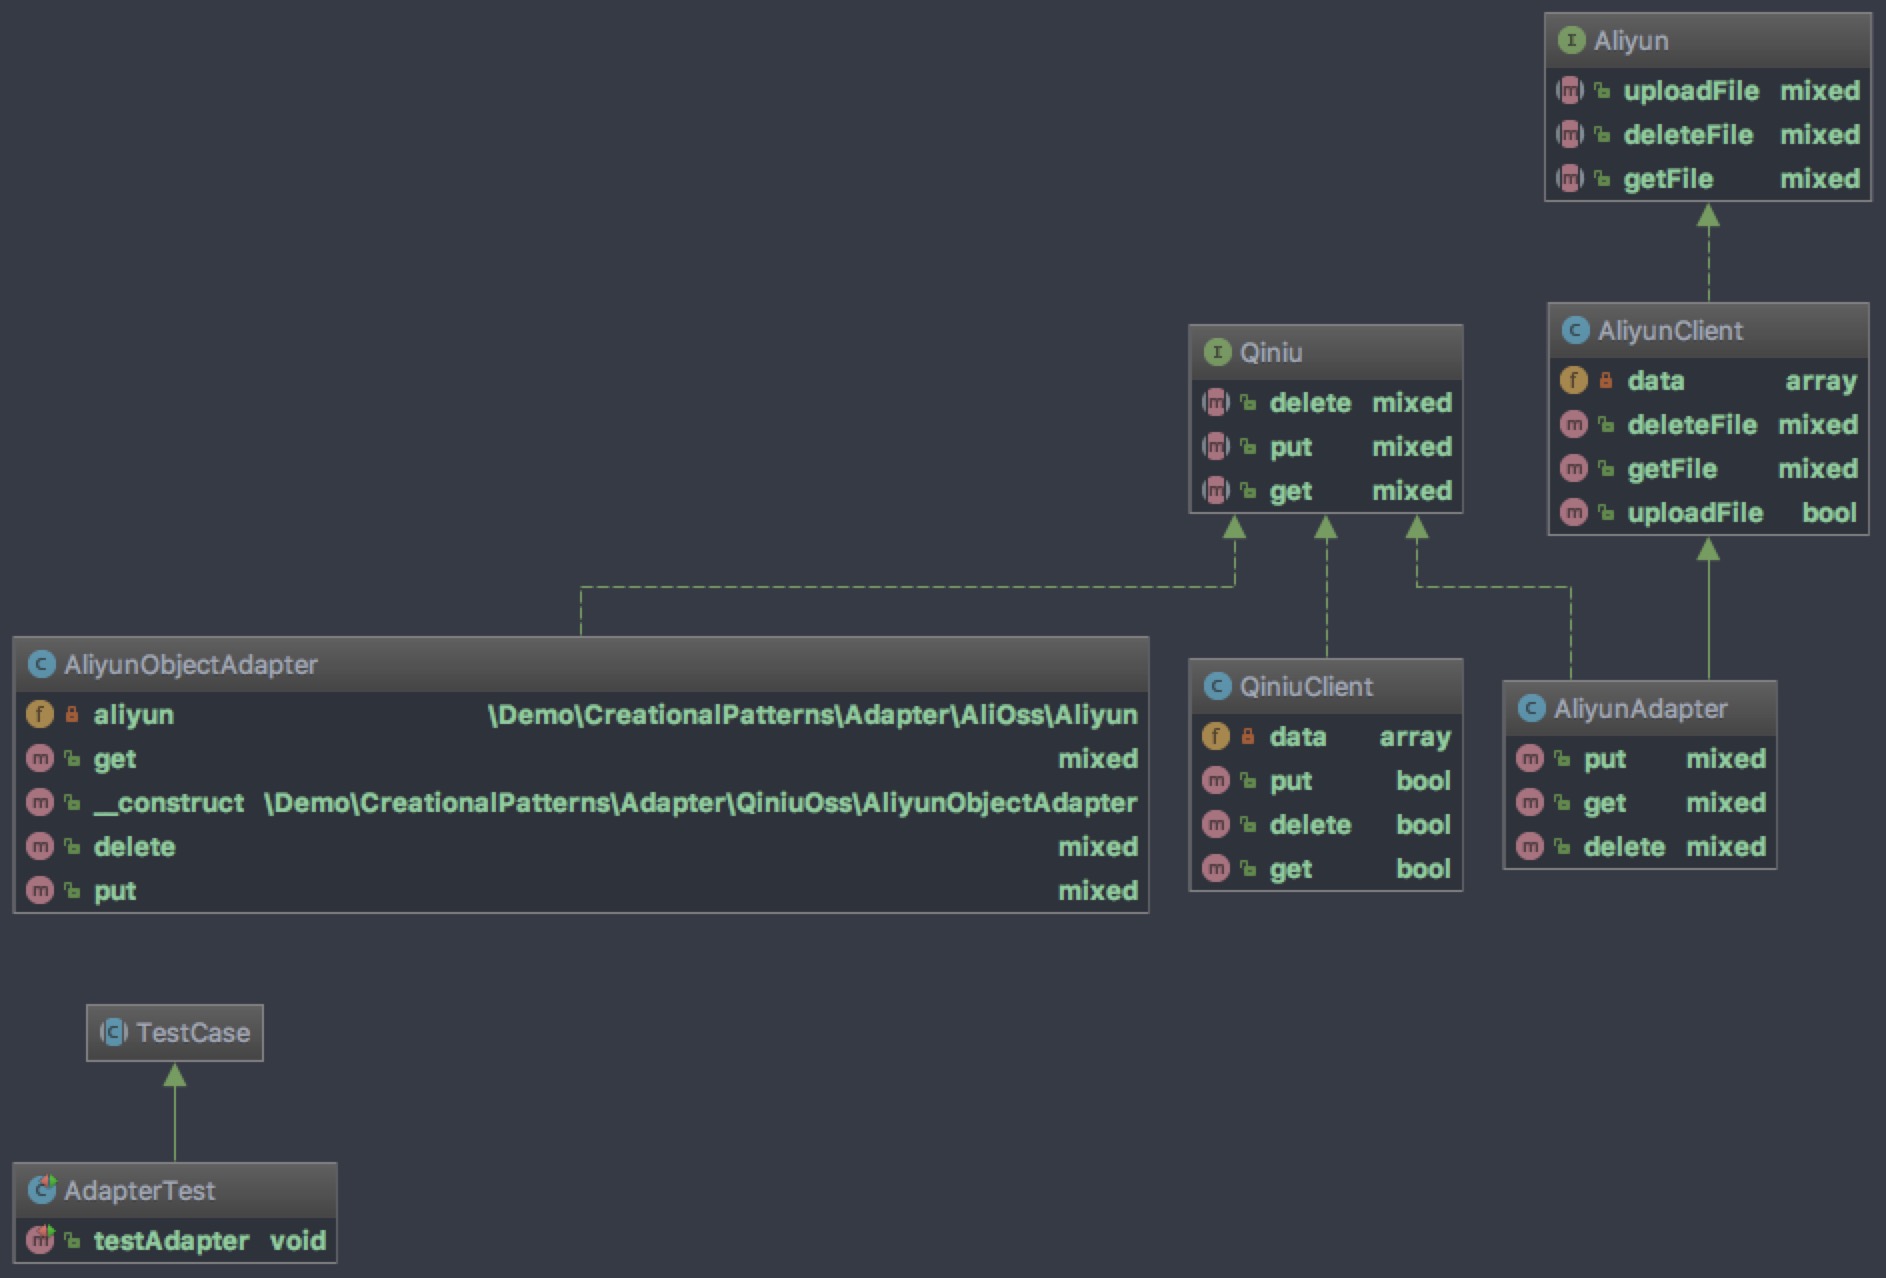 Aliyun
uploadFile mixed
deleteFile mixed
getFile mixed
AliyunClient
data array
deleteFile mixed
getFile mixed
uploadFile bool
Qiniu
delete mixed
put mixed
get mixed
AliyunObjectAdapter
aliyun \Demo\CreationalPatterns\Adapter\AliOss\Aliyun
get mixed
__construct \Demo\CreationalPatterns\Adapter\QiniuOss\AliyunObjectAdapter
delete mixed
put mixed
QiniuClient
data array
put bool
delete bool
get bool
AliyunAdapter
put mixed
get mixed
delete mixed
TestCase
AdapterTest
testAdapter void